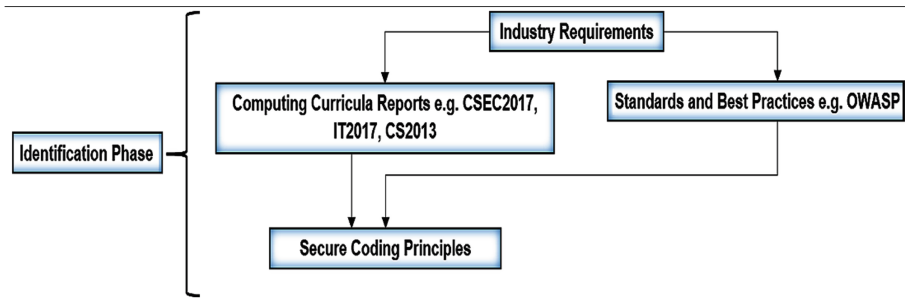 Industry Requirements
Computing Curricula Reports e.g. CSEC2017,
IT2017, CS2013
Standards and Best Practices e.g. OWASP
Identification Phase
Secure Coding Principles